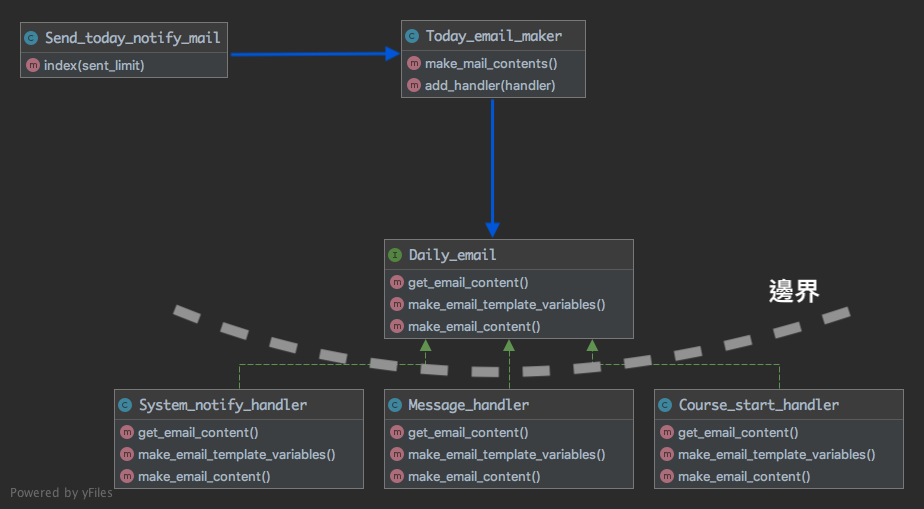 C Send_today_notify_mail
m index(sent_limit)
C Today_email_maker
m make_mail_contents()
m add_handler(handler)
I Daily_email
m get_email_content()
m make_email_template_variables()
m make_email_content()
邊界
C System_notify_handler
m get_email_content()
m make_email_template_variables()
m make_email_content()
C Message_handler
m get_email_content()
m make_email_template_variables()
m make_email_content()
C Course_start_handler
m get_email_content()
m make_email_template_variables()
m make_email_content()
Powered by yFiles